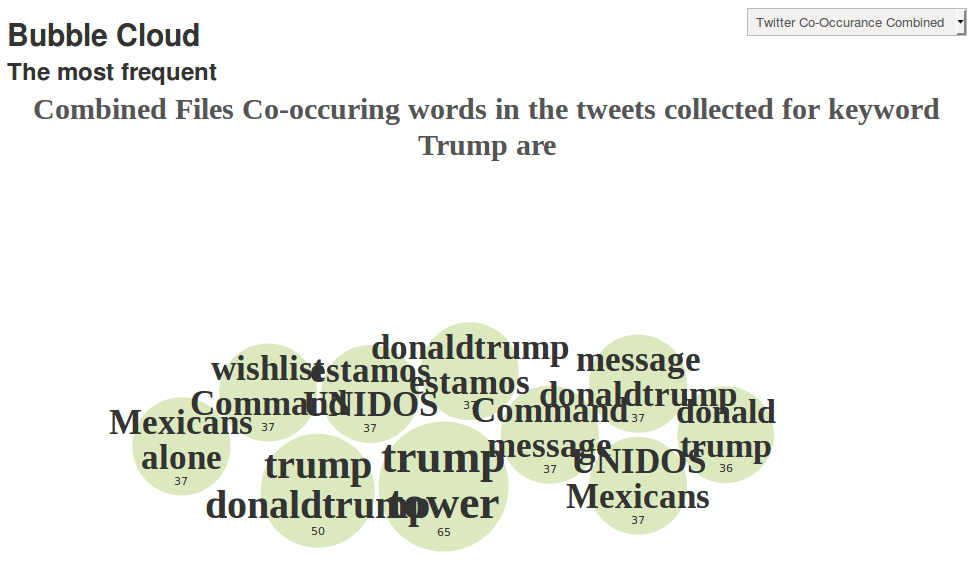 Twitter Co-Occurance Combined
Bubble Cloud
The most frequent
Combined Files Co-occuring words in the tweets collected for keyword
Trump are
donaldtrump
estamos
37
message
donaldtrump
37
wishlist
Command
37
estamos
UNIDOS
37
Command
message
37
donald
trump
36
Mexicans
alone
37
trump
donaldtrump
50
trump
tower
65
UNIDOS
Mexicans
37